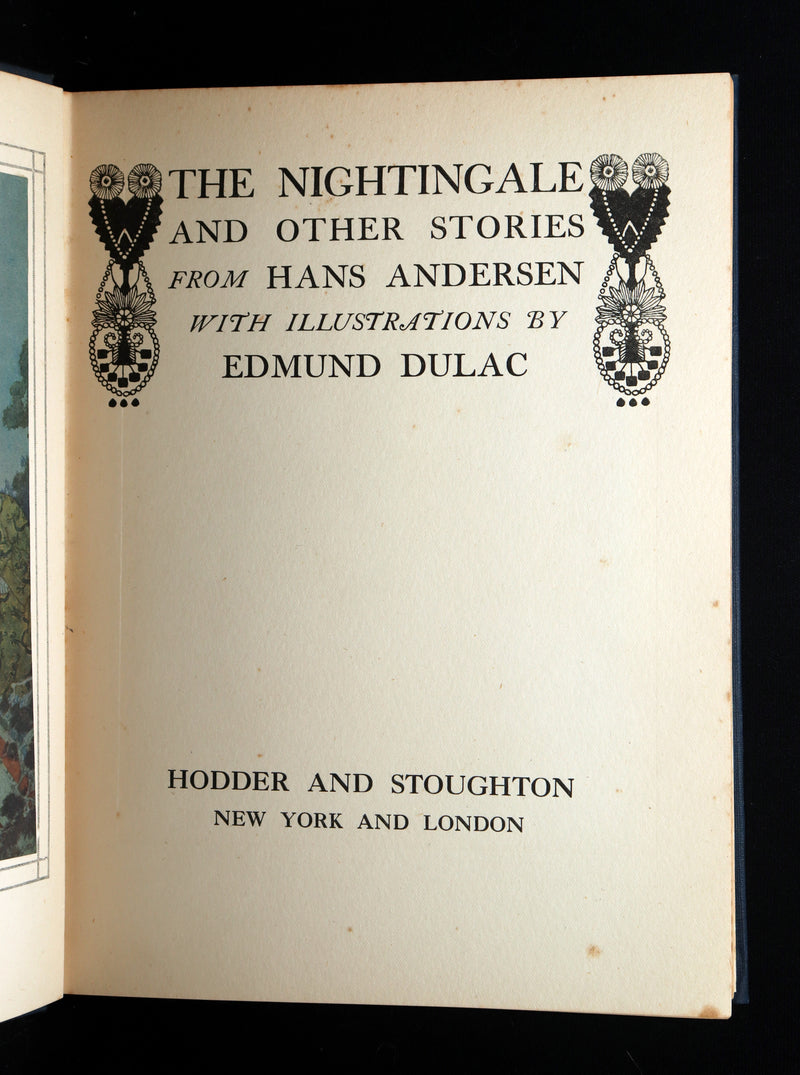 THE NIGHTINGALE
AND OTHER STORIES
FROM HANS ANDERSEN
WITH ILLUSTRATIONS BY
EDMUND DULAC
HODDER AND STOUGHTON
NEW YORK AND LONDON